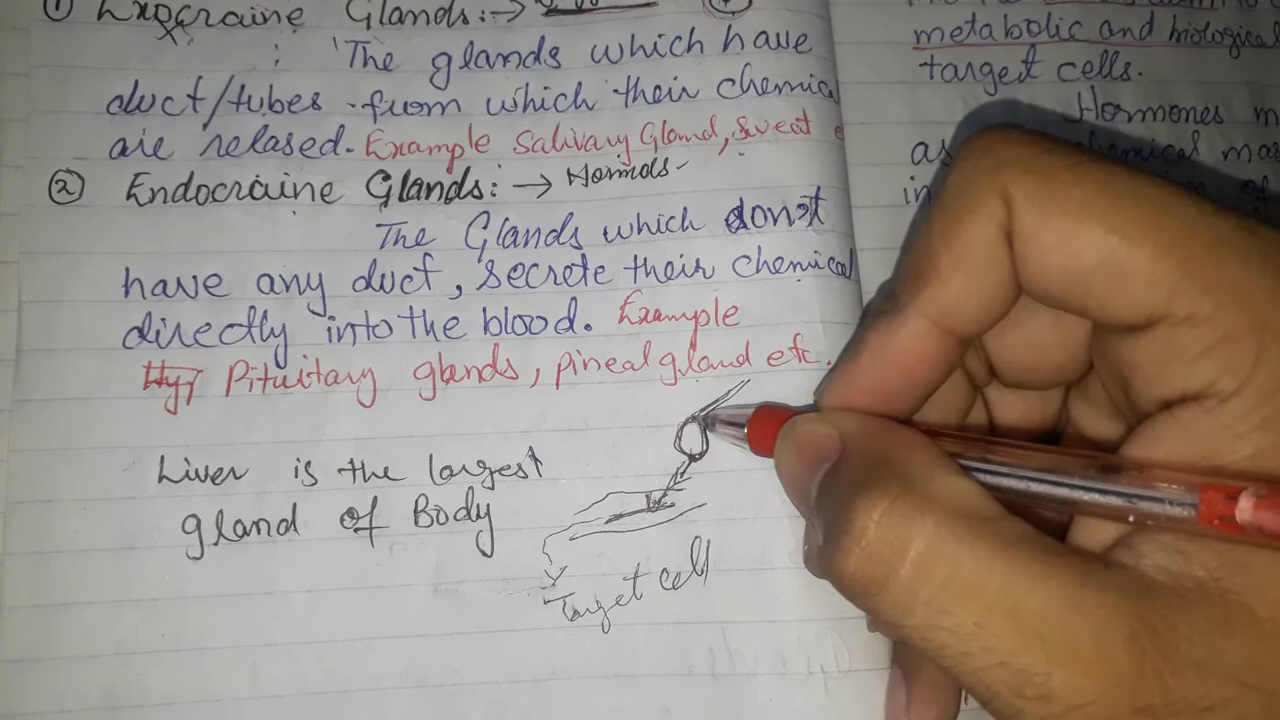 ① Exocraine Glands:→
: The glands which have
duct/tubes from which their chemica
are relased. Example Salivary Gland, sweat
② Endocraine Glands: → Hormols
The Glands which don't
have any duct, secrete their chemical
directly into the blood. Example
Pituitary glands, pineal gland etc.
Liver is the largest
gland of Body
Target cell
metabolic and biological
target cells.
Hormones m
as
in